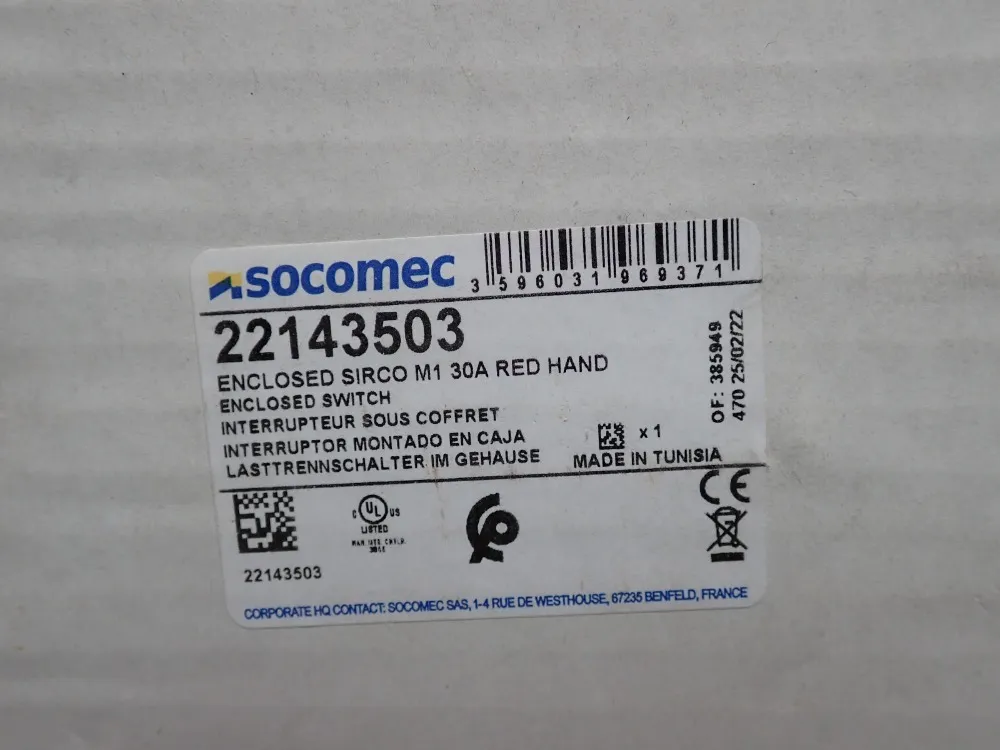 socomec
3 596031 969371
22143503
ENCLOSED SIRCO M1 30A RED HAND
ENCLOSED SWITCH
INTERRUPTEUR SOUS COFFRET
INTERRUPTOR MONTADO EN CAJA
LASTTRENNSCHALTER IM GEHAUSE
x 1
MADE IN TUNISIA
OF: 385949
470 25/02/22
22143503
C UL US
LISTED
CE
CORPORATE HQ CONTACT: SOCOMEC SAS, 1-4 RUE DE WESTHOUSE, 67235 BENFELD, FRANCE